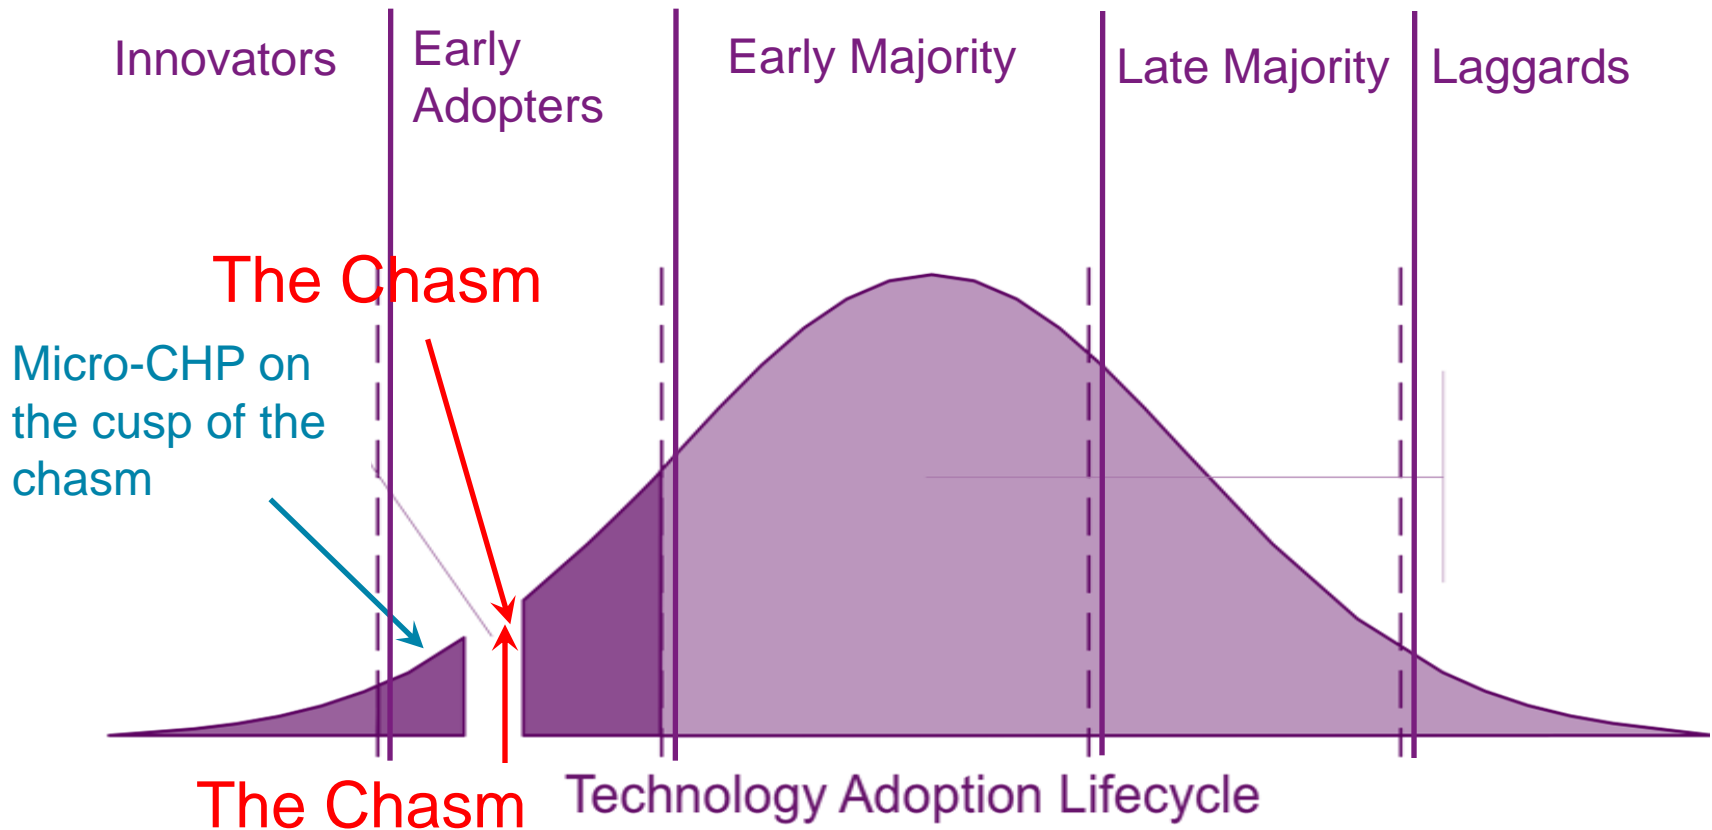 Innovators
Early
Adopters
Early Majority
Late Majority
Laggards
The Chasm
Micro-CHP on
the cusp of the
chasm
The Chasm
Technology Adoption Lifecycle